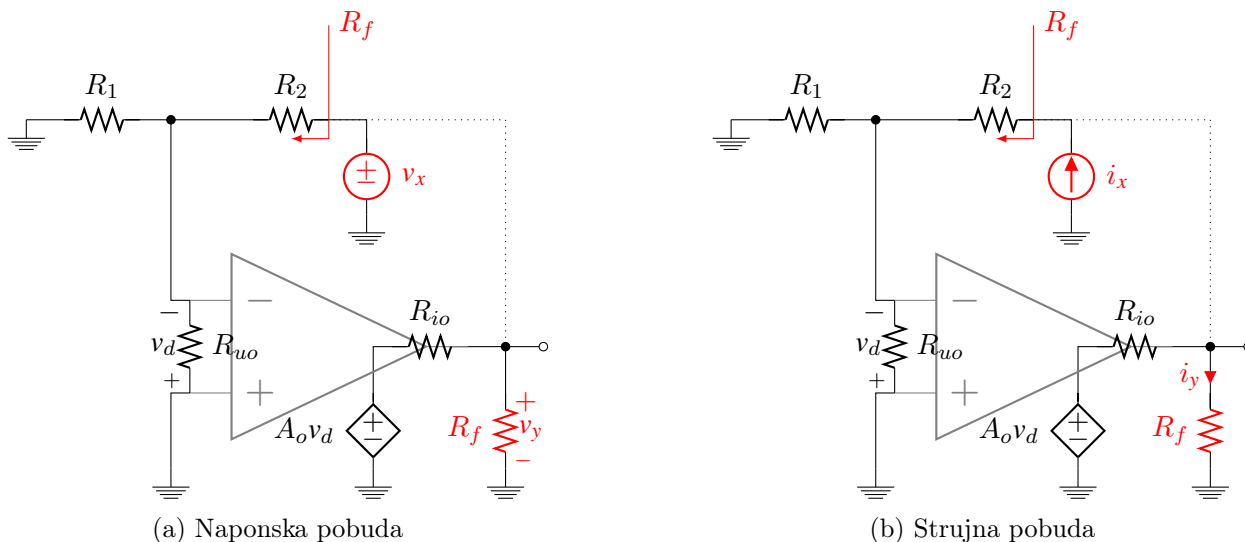 R_f
R_1
R_2
v_x
R_io
v_d
R_uo
A_o v_d
R_f
v_y
(a) Naponska pobuda
R_f
R_1
R_2
i_x
R_io
v_d
R_uo
i_y
A_o v_d
R_f
(b) Strujna pobuda